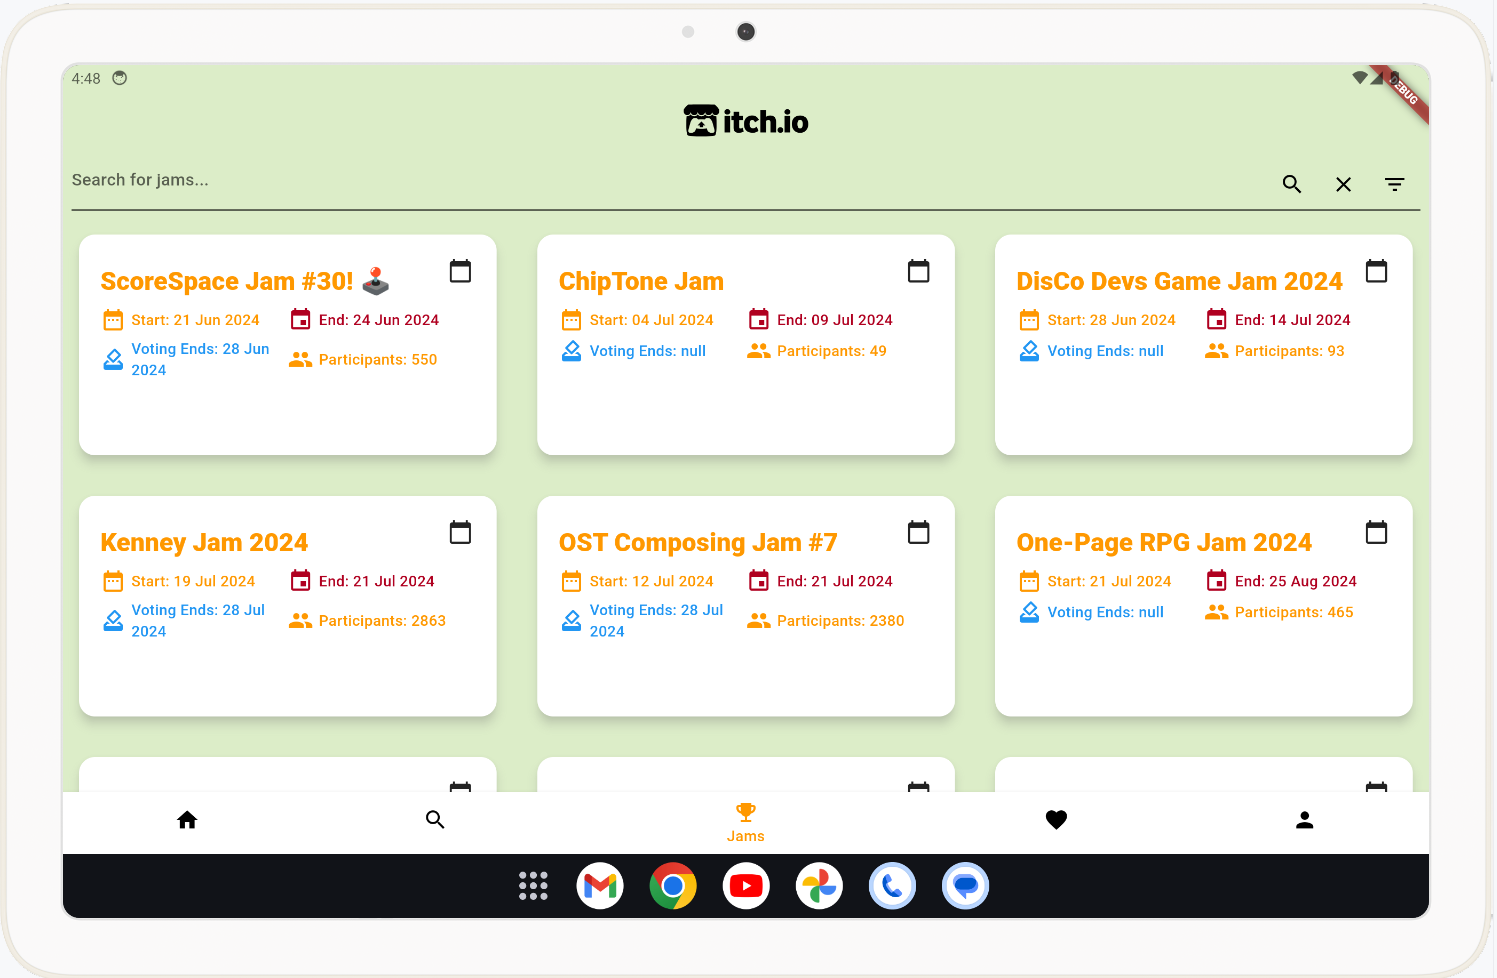 4:48
DEBUG
itch.io
Search for jams...
ScoreSpace Jam #30! 🕹️
Start: 21 Jun 2024
End: 24 Jun 2024
Voting Ends: 28 Jun
2024
Participants: 550
ChipTone Jam
Start: 04 Jul 2024
End: 09 Jul 2024
Voting Ends: null
Participants: 49
DisCo Devs Game Jam 2024
Start: 28 Jun 2024
End: 14 Jul 2024
Voting Ends: null
Participants: 93
Kenney Jam 2024
Start: 19 Jul 2024
End: 21 Jul 2024
Voting Ends: 28 Jul
2024
Participants: 2863
OST Composing Jam #7
Start: 12 Jul 2024
End: 21 Jul 2024
Voting Ends: 28 Jul
2024
Participants: 2380
One-Page RPG Jam 2024
Start: 21 Jul 2024
End: 25 Aug 2024
Voting Ends: null
Participants: 465
Jams